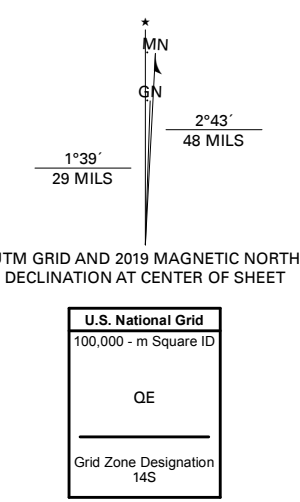 ★
MN
GN
2°43´
48 MILS
1°39´
29 MILS
UTM GRID AND 2019 MAGNETIC NORTH
DECLINATION AT CENTER OF SHEET
U.S. National Grid
100,000 - m Square ID
QE
Grid Zone Designation
14S